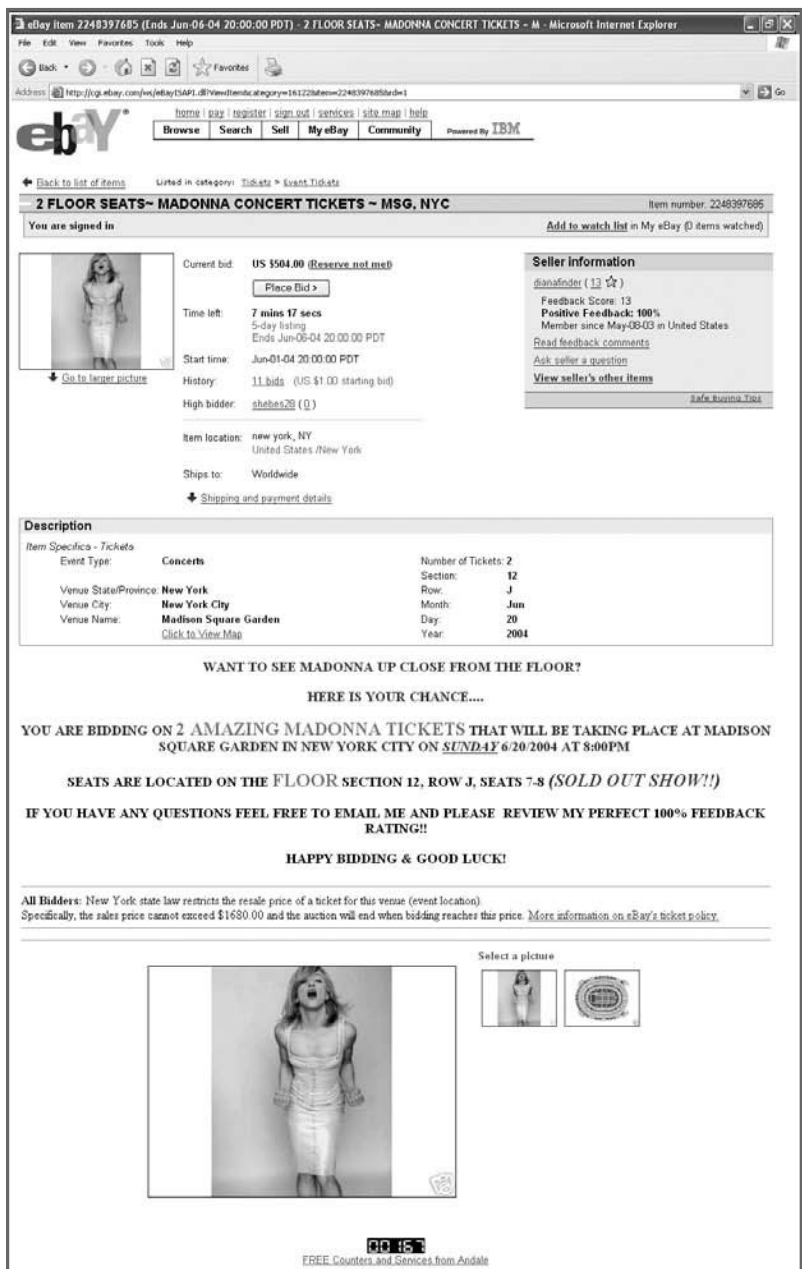 eBay item 2248397685 (Ends Jun-06-04 20:00:00 PDT) - 2 FLOOR SEATS~ MADONNA CONCERT TICKETS ~ M - Microsoft Internet Explorer
File Edit View Favorites Tools Help
Back Favorites
Address http://cgi.ebay.com/ws/eBayISAPI.dll?ViewItem&category=16122&item=2248397685&rd=1 Go
home | pay | register | sign out | services | site map | help
ebaY®
Browse Search Sell My eBay Community Powered By IBM
Back to list of items Listed in category: Tickets > Event Tickets
2 FLOOR SEATS~ MADONNA CONCERT TICKETS ~ MSG, NYC Item number: 2248397685
You are signed in Add to watch list in My eBay (0 items watched)
Current bid: US $504.00 (Reserve not met)
Place Bid >
Time left: 7 mins 17 secs
5-day listing
Ends Jun-06-04 20:00:00 PDT
Start time: Jun-01-04 20:00:00 PDT
Go to larger picture
History: 11 bids (US $1.00 starting bid)
High bidder: shebes28 (0)
Item location: new york, NY
United States /New York
Ships to: Worldwide
Shipping and payment details
Seller information
dianafinder (13)
Feedback Score: 13
Positive Feedback: 100%
Member since May-08-03 in United States
Read feedback comments
Ask seller a question
View seller's other items
Safe Buying Tips
Description
Item Specifics - Tickets
Event Type: Concerts Number of Tickets: 2
Section: 12
Venue State/Province: New York Row: J
Venue City: New York City Month: Jun
Venue Name: Madison Square Garden Day: 20
Click to View Map Year: 2004
WANT TO SEE MADONNA UP CLOSE FROM THE FLOOR?
HERE IS YOUR CHANCE....
YOU ARE BIDDING ON 2 AMAZING MADONNA TICKETS THAT WILL BE TAKING PLACE AT MADISON
SQUARE GARDEN IN NEW YORK CITY ON SUNDAY 6/20/2004 AT 8:00PM
SEATS ARE LOCATED ON THE FLOOR SECTION 12, ROW J, SEATS 7-8 (SOLD OUT SHOW!!)
IF YOU HAVE ANY QUESTIONS FEEL FREE TO EMAIL ME AND PLEASE REVIEW MY PERFECT 100% FEEDBACK
RATING!!
HAPPY BIDDING & GOOD LUCK!
All Bidders: New York state law restricts the resale price of a ticket for this venue (event location).
Specifically, the sales price cannot exceed $1680.00 and the auction will end when bidding reaches this price. More information on eBay's ticket policy.
Select a picture
00167
FREE Counters and Services from Andale